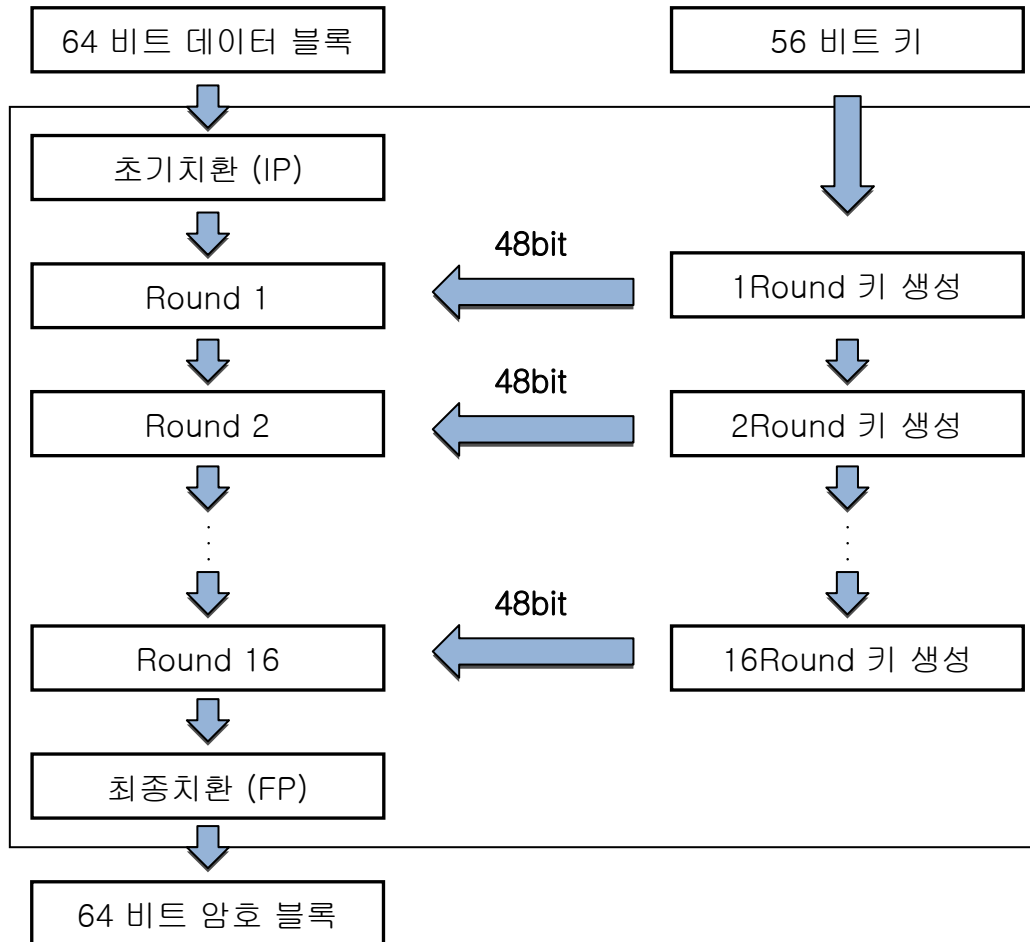 64 비트 데이터 블록
56 비트 키
초기치환 (IP)
48bit
Round 1
1Round 키 생성
48bit
Round 2
2Round 키 생성
48bit
Round 16
16Round 키 생성
최종치환 (FP)
64 비트 암호 블록